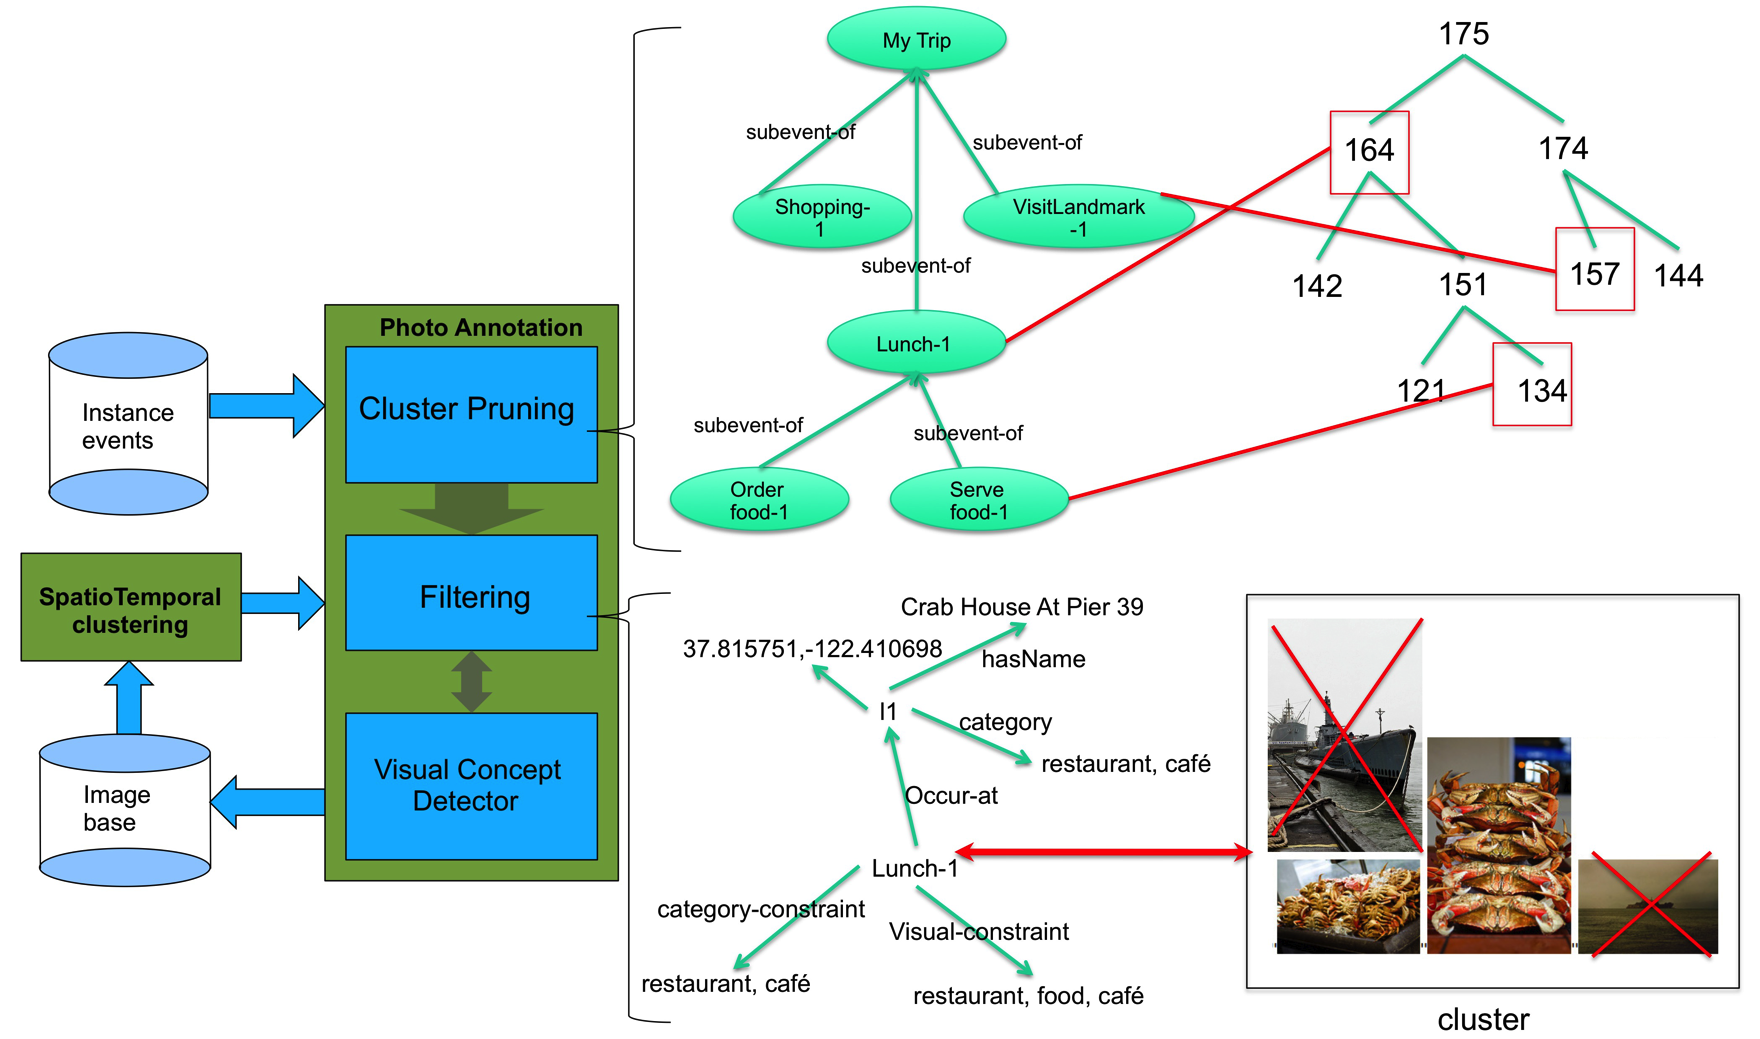 My Trip
subevent-of
subevent-of
Shopping-
1
VisitLandmark
-1
subevent-of
Lunch-1
subevent-of
subevent-of
Order
food-1
Serve
food-1
175
164
174
142
151
157
144
121
134
Instance
events
Photo Annotation
Cluster Pruning
Filtering
Visual Concept
Detector
SpatioTemporal
clustering
Image
base
Crab House At Pier 39
37.815751,-122.410698
hasName
l1
category
restaurant, café
Occur-at
Lunch-1
category-constraint
Visual-constraint
restaurant, café
restaurant, food, café
cluster